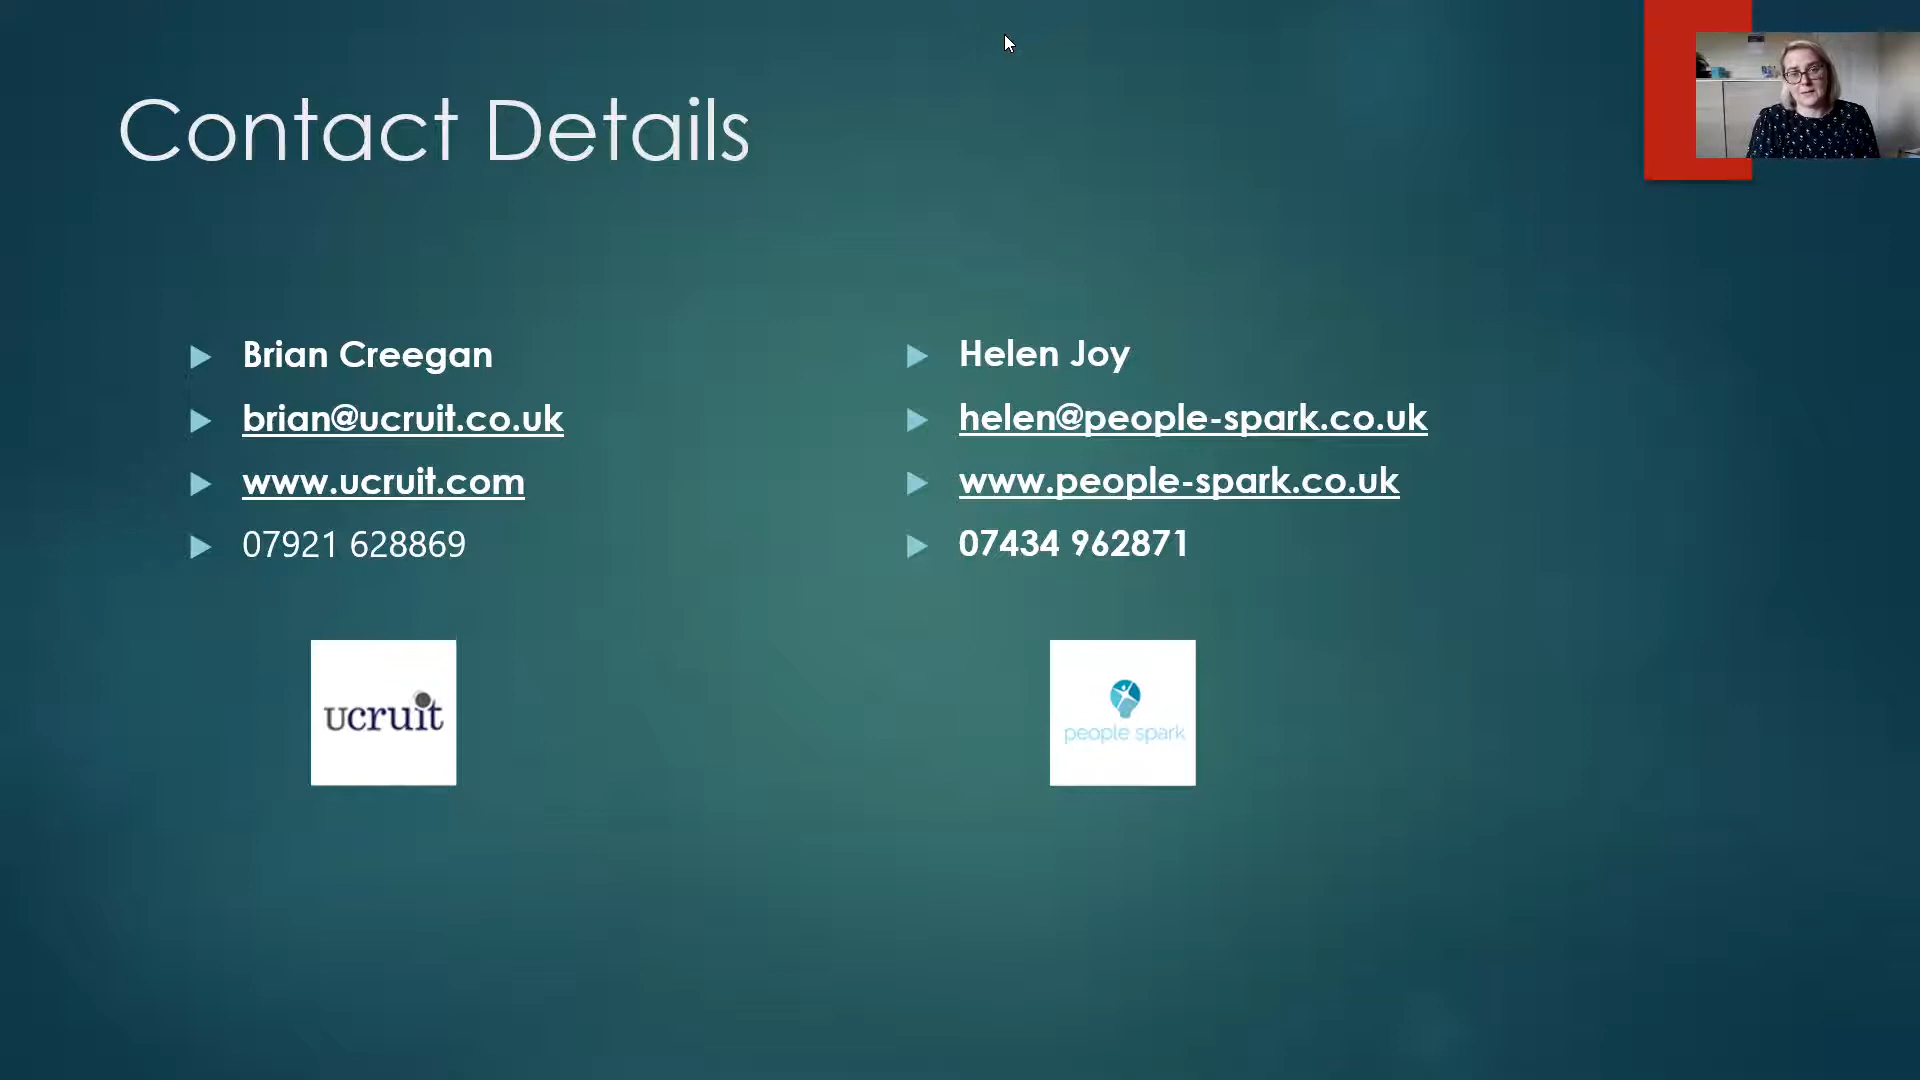 Contact Details
Brian Creegan
brian@ucruit.co.uk
www.ucruit.com
07921 628869
ucruit
Helen Joy
helen@people-spark.co.uk
www.people-spark.co.uk
07434 962871
people spark